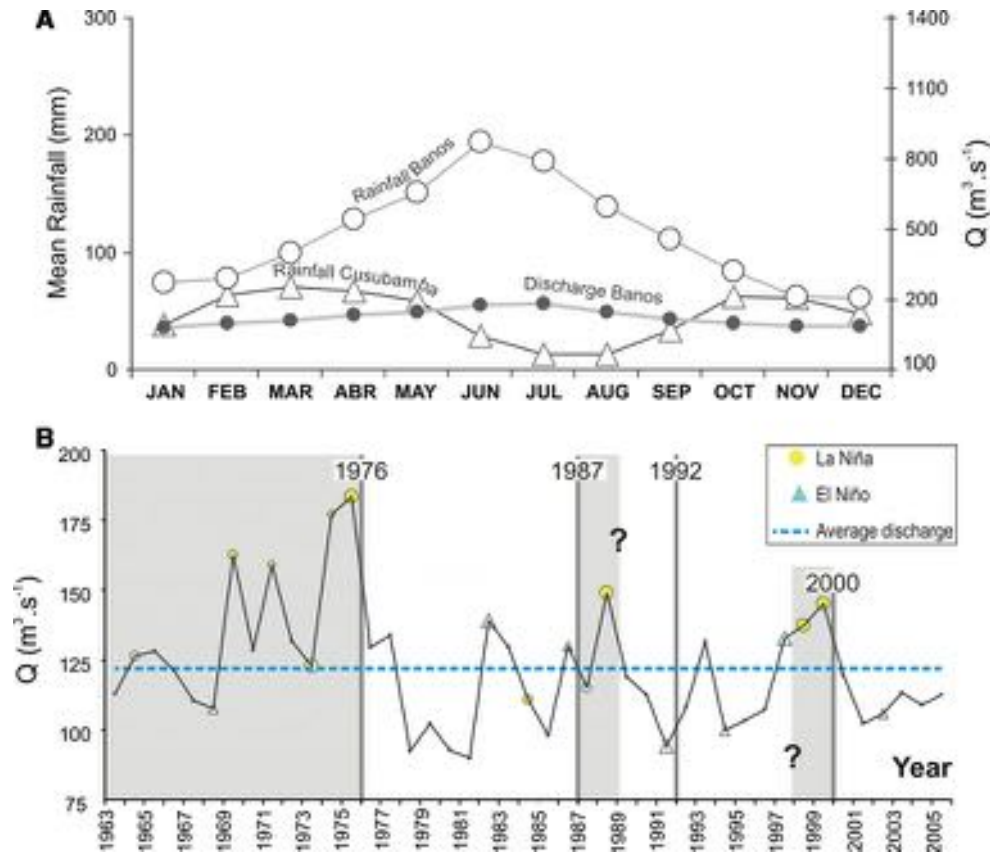 A
300
200
100
0
Mean Rainfall (mm)
1400
1100
800
500
200
100
Q (m³.s⁻¹)
Rainfall Banos
Rainfall Cusubamba
Discharge Banos
JAN FEB MAR ABR MAY JUN JUL AUG SEP OCT NOV DEC
B
200
175
150
125
100
75
Q (m³.s⁻¹)
1976
1987
1992
2000
?
?
La Niña
El Niño
Average discharge
Year
1963 1965 1967 1969 1971 1973 1975 1977 1979 1981 1983 1985 1987 1989 1991 1993 1995 1997 1999 2001 2003 2005